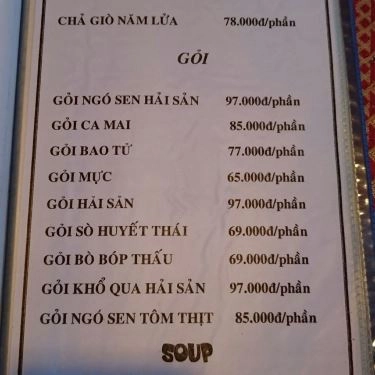 CHẢ GIÒ NĂM LỬA 78.000đ/phần
GỎI
GỎI NGÓ SEN HẢI SẢN 97.000đ/phần
GỎI CA MAI 85.000đ/phần
GỎI BAO TỬ 77.000đ/phần
GỎI MỰC 65.000đ/phần
GỎI HẢI SẢN 97.000đ/phần
GỎI SÒ HUYẾT THÁI 69.000đ/phần
GỎI BÒ BÓP THẤU 69.000đ/phần
GỎI KHỔ QUA HẢI SẢN 97.000đ/phần
GỎI NGÓ SEN TÔM THỊT 85.000đ/phần
SOUP